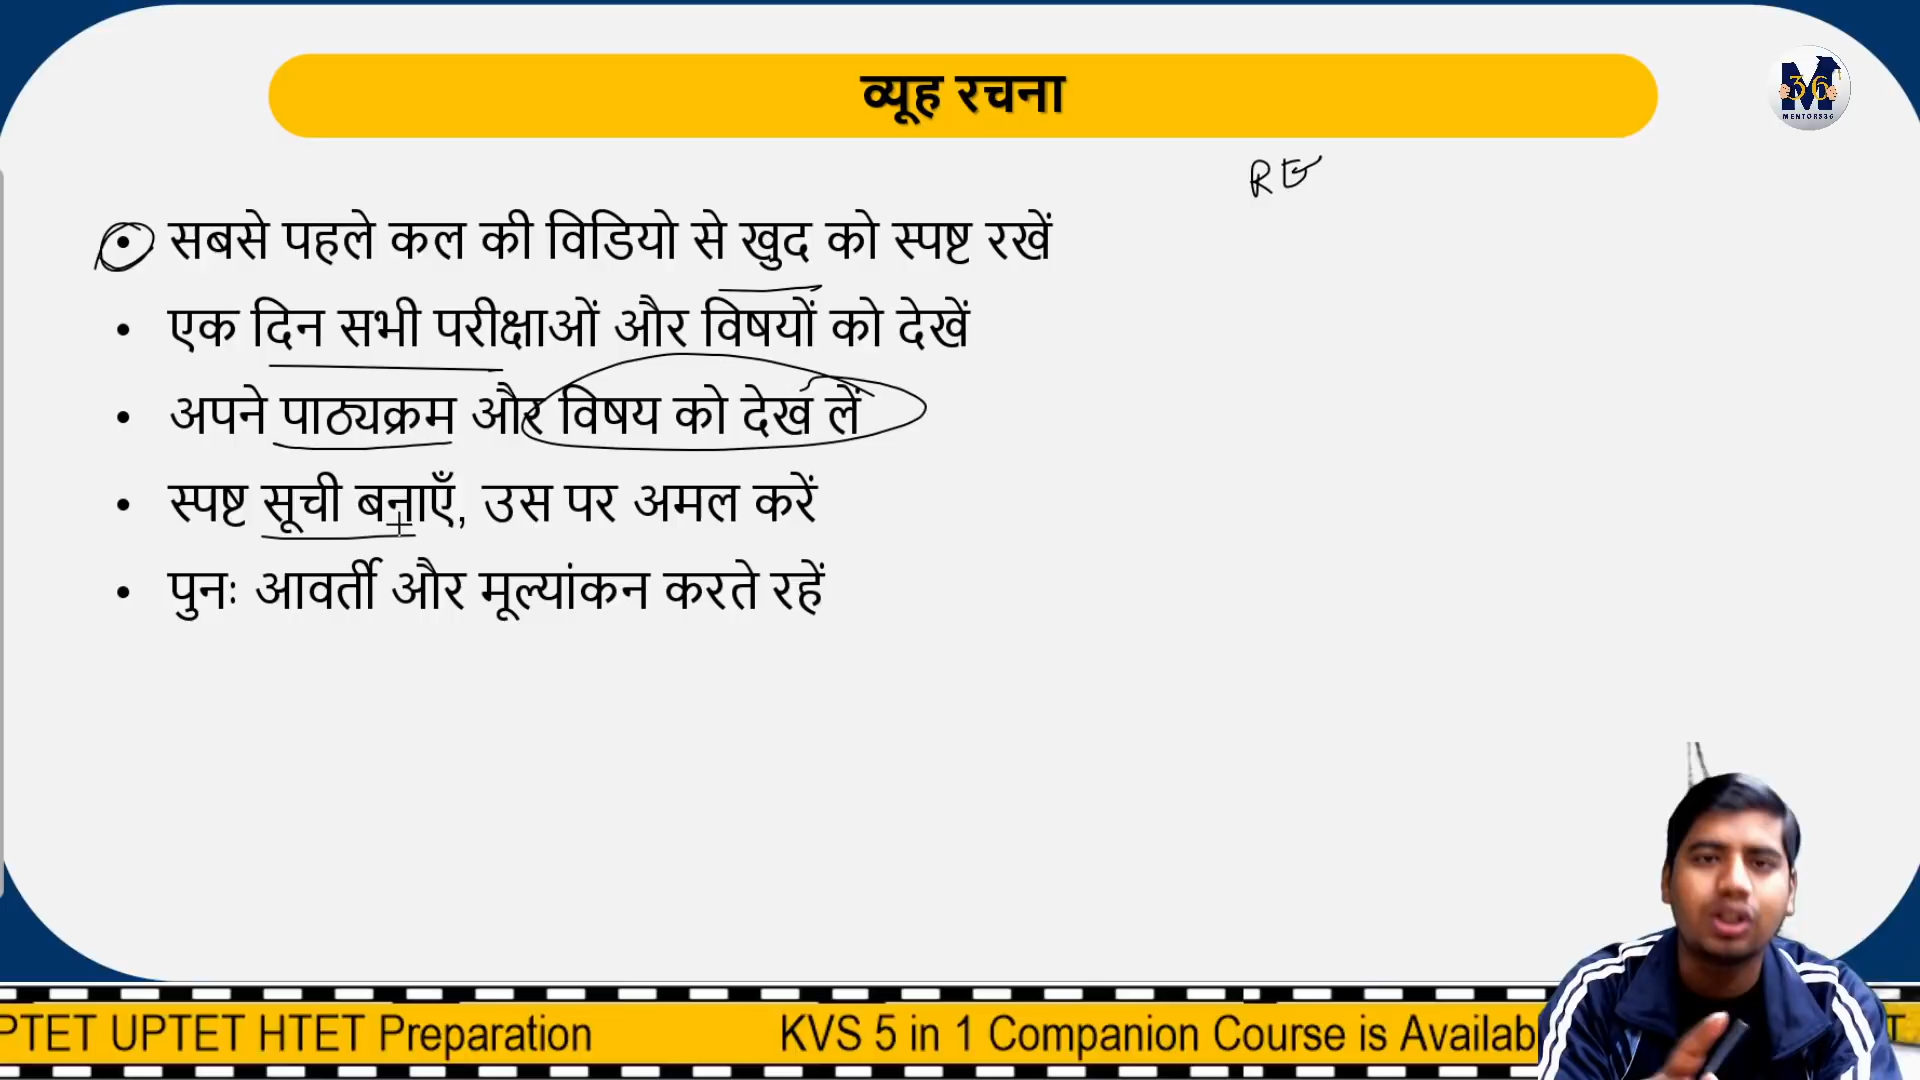 व्यूह रचना
36
MENTORS36
सबसे पहले कल की विडियो से खुद को स्पष्ट रखें
एक दिन सभी परीक्षाओं और विषयों को देखें
अपने पाठ्यक्रम और विषय को देख लें
स्पष्ट सूची बनाएँ, उस पर अमल करें
पुनः आवर्ती और मूल्यांकन करते रहें
PTET UPTET HTET Preparation KVS 5 in 1 Companion Course is Availab